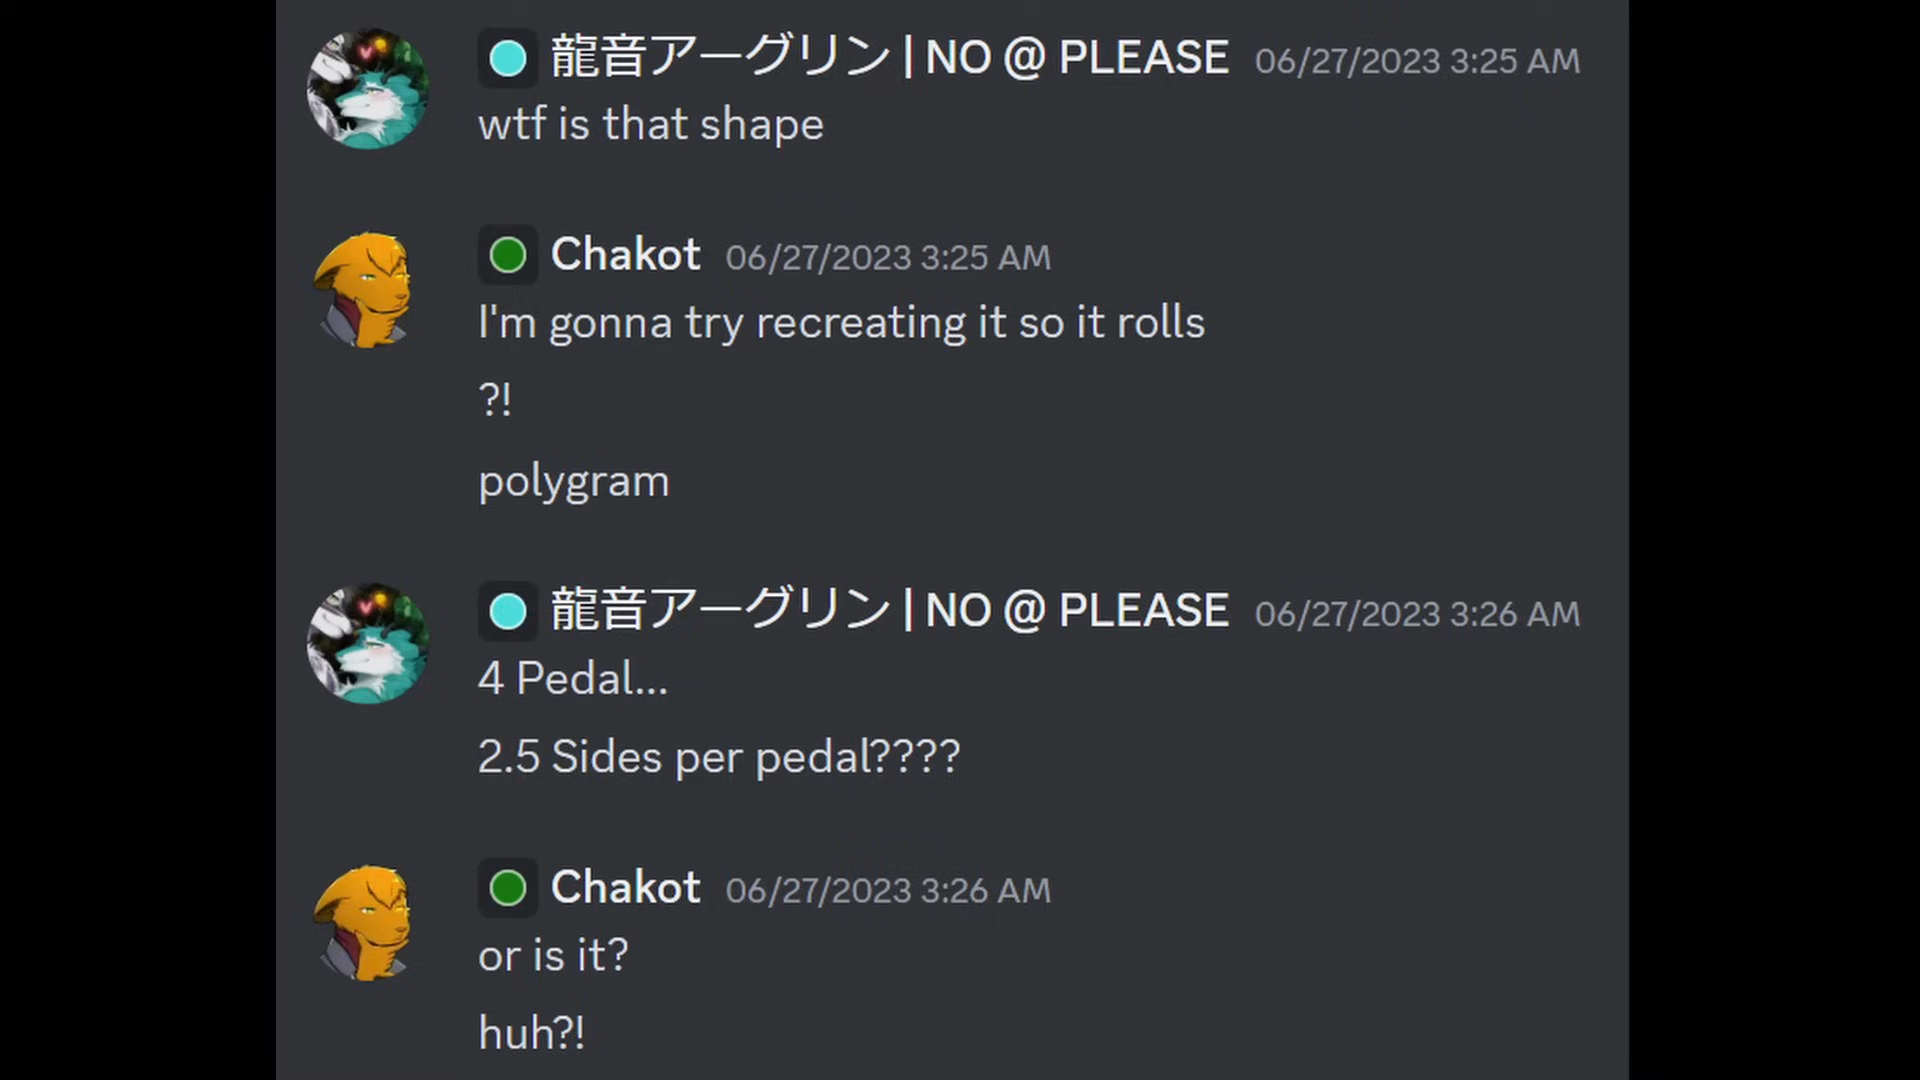 龍音アーグリン | NO @ PLEASE 06/27/2023 3:25 AM
wtf is that shape
Chakot 06/27/2023 3:25 AM
I'm gonna try recreating it so it rolls
?!
polygram
龍音アーグリン | NO @ PLEASE 06/27/2023 3:26 AM
4 Pedal...
2.5 Sides per pedal????
Chakot 06/27/2023 3:26 AM
or is it?
huh?!